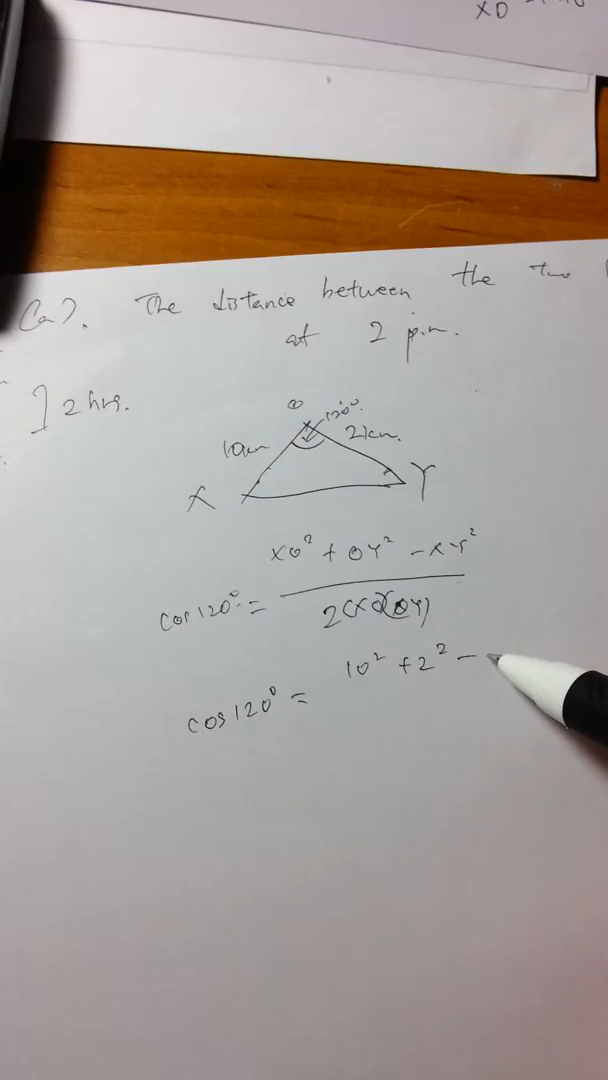 XO
(a). The distance between the two
at 2 p.m.
] 2 hrs.
O
120°
10km
2km.
X
Y
cos 120° = XO² + OY² - XY² / 2(XO)(OY)
cos 120° = 10² + 2² -